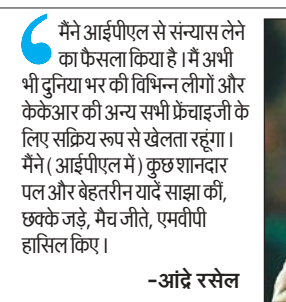 मैंने आईपीएल से संन्यास लेने
का फैसला किया है।मैं अभी
भी दुनिया भर की विभिन्न लीगों और
केकेआर की अन्य सभी फ्रेंचाइजी के
लिए सक्रिय रूप से खेलता रहूंगा।
मैंने ( आईपीएल में ) कुछ शानदार
पल और बेहतरीन यादें साझा कीं,
छक्के जड़े, मैच जीते, एमवीपी
हासिल किए।
-आंद्रे रसेल